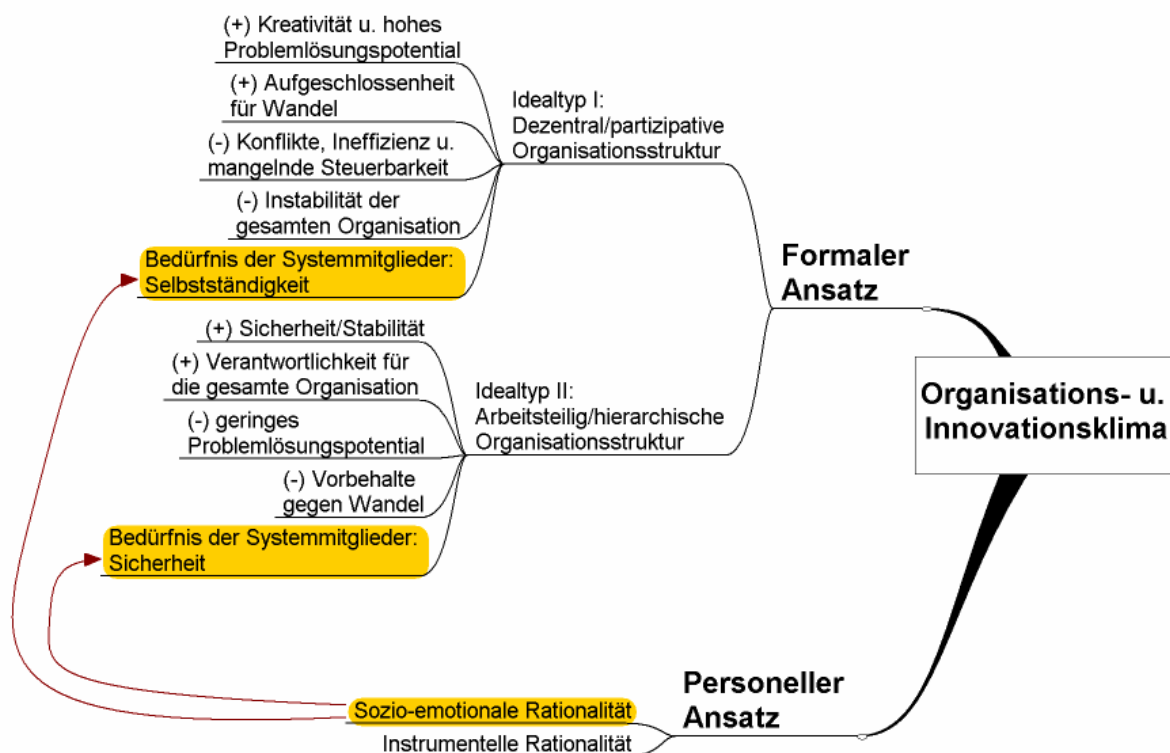 (+) Kreativität u. hohes
Problemlösungspotential
(+) Aufgeschlossenheit
für Wandel
(-) Konflikte, Ineffizienz u.
mangelnde Steuerbarkeit
(-) Instabilität der
gesamten Organisation
Bedürfnis der Systemmitglieder:
Selbstständigkeit
Idealtyp I:
Dezentral/partizipative
Organisationsstruktur
(+) Sicherheit/Stabilität
(+) Verantwortlichkeit für
die gesamte Organisation
(-) geringes
Problemlösungspotential
(-) Vorbehalte
gegen Wandel
Bedürfnis der Systemmitglieder:
Sicherheit
Idealtyp II:
Arbeitsteilig/hierarchische
Organisationsstruktur
Formaler
Ansatz
Organisations- u.
Innovationsklima
Sozio-emotionale Rationalität
Instrumentelle Rationalität
Personeller
Ansatz